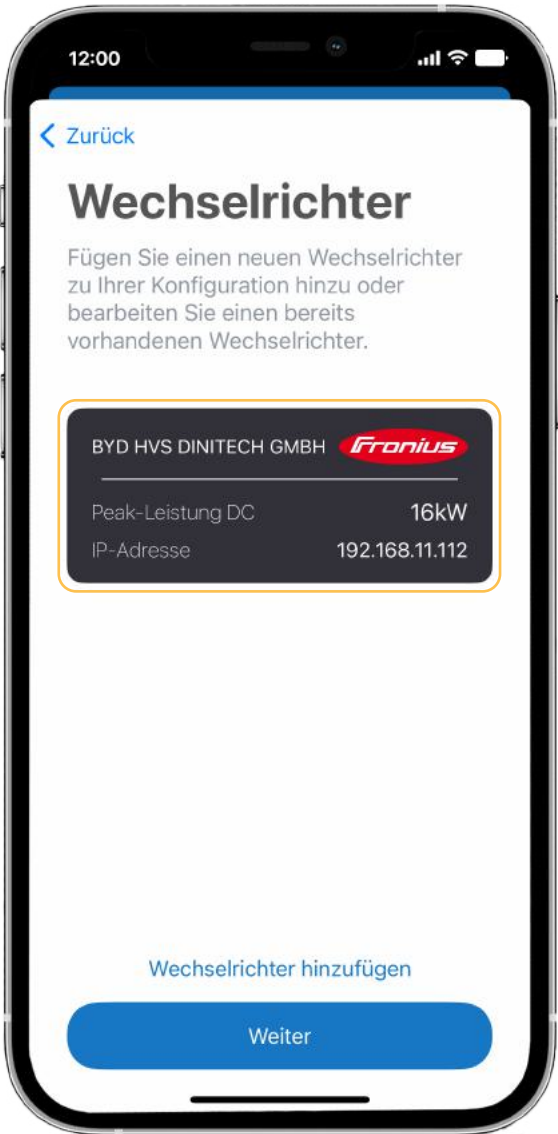 12:00
Zurück
Wechselrichter
Fügen Sie einen neuen Wechselrichter
zu Ihrer Konfiguration hinzu oder
bearbeiten Sie einen bereits
vorhandenen Wechselrichter.
BYD HVS DINITECH GMBH Fronius
Peak-Leistung DC 16kW
IP-Adresse 192.168.11.112
Wechselrichter hinzufügen
Weiter